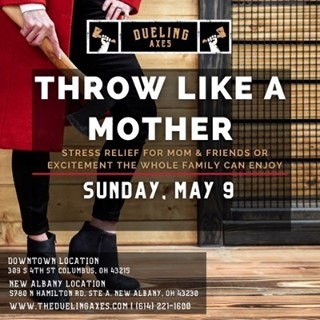 DUELING
AXES
THROW LIKE A
MOTHER
STRESS RELIEF FOR MOM & FRIENDS OR
EXCITEMENT THE WHOLE FAMILY CAN ENJOY
SUNDAY, MAY 9
DOWNTOWN LOCATION
309 S 4TH ST COLUMBUS, OH 43215
NEW ALBANY LOCATION
5780 N HAMILTON RD, STE A. NEW ALBANY, OH 43230
WWW.THEDUELINGAXES.COM | (614) 221-1600